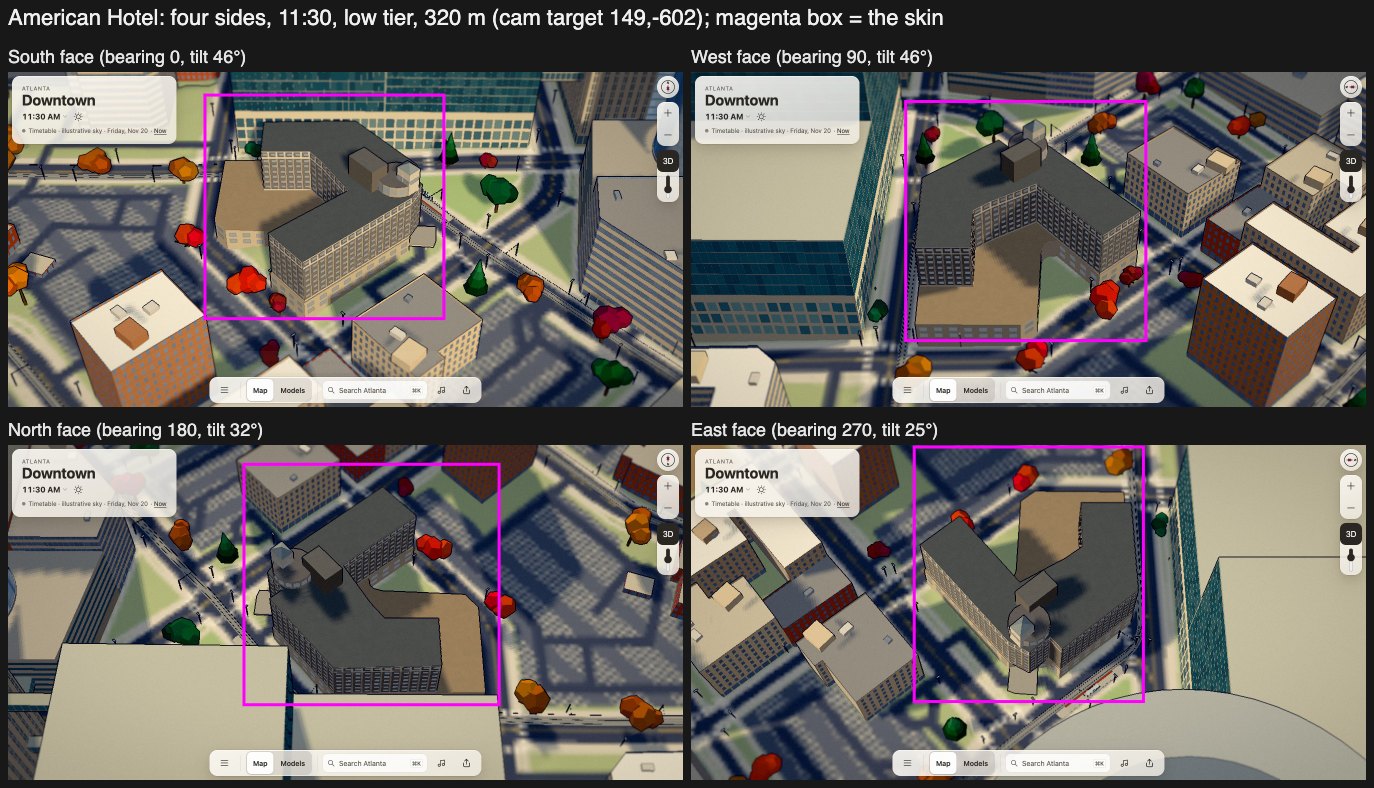 American Hotel: four sides, 11:30, low tier, 320 m (cam target 149,-602); magenta box = the skin
South face (bearing 0, tilt 46°)
West face (bearing 90, tilt 46°)
ATLANTA
Downtown
11:30 AM
Timetable · illustrative sky · Friday, Nov 20 · Now
3D
Map
Models
Search Atlanta
⌘K
ATLANTA
Downtown
11:30 AM
Timetable · illustrative sky · Friday, Nov 20 · Now
3D
Map
Models
Search Atlanta
⌘K
North face (bearing 180, tilt 32°)
East face (bearing 270, tilt 25°)
ATLANTA
Downtown
11:30 AM
Timetable · illustrative sky · Friday, Nov 20 · Now
3D
Map
Models
Search Atlanta
⌘K
ATLANTA
Downtown
11:30 AM
Timetable · illustrative sky · Friday, Nov 20 · Now
3D
Map
Models
Search Atlanta
⌘K